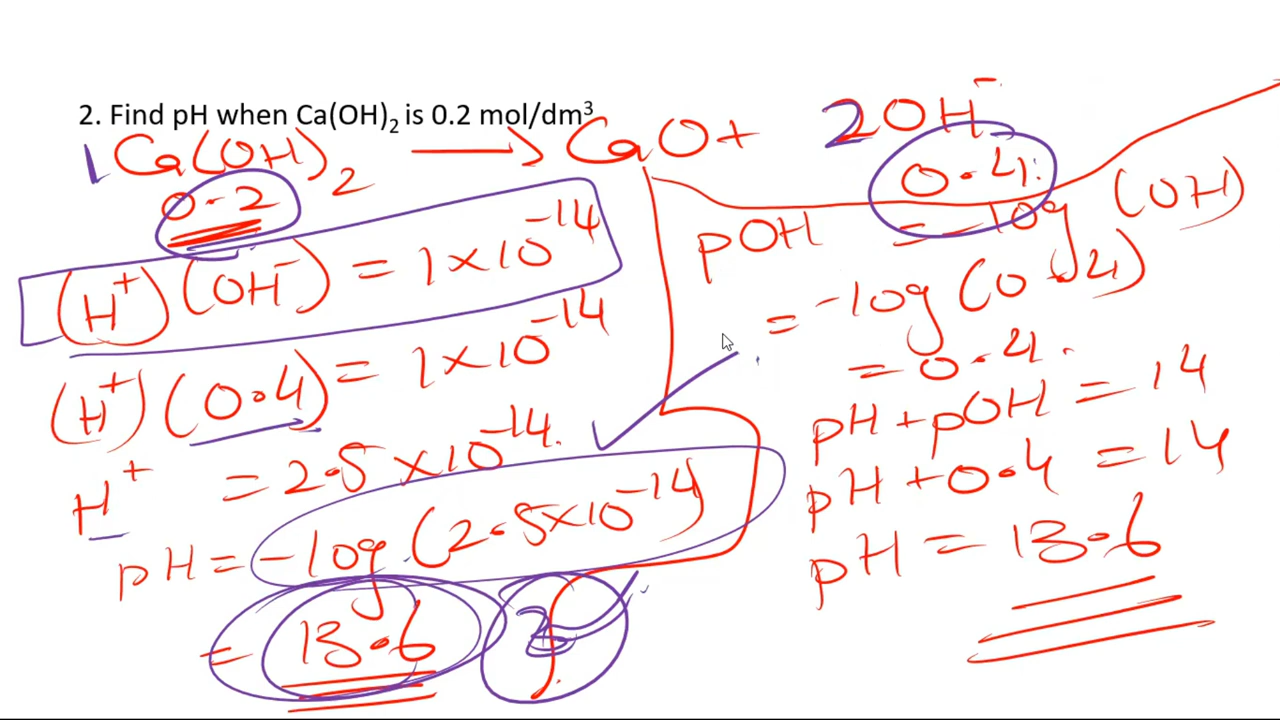 2. Find pH when Ca(OH)₂ is 0.2 mol/dm³
1 Ca(OH)₂ → CaO + 2OH⁻
0.2
0.4
(H⁺)(OH⁻) = 1×10⁻¹⁴
(H⁺)(0.4) = 1×10⁻¹⁴
H⁺ = 2.5×10⁻¹⁴
pH = -log (2.5×10⁻¹⁴)
= 13.6
pOH = -log (OH)
= -log (0.4)
= 0.4
pH + pOH = 14
pH + 0.4 = 14
pH = 13.6